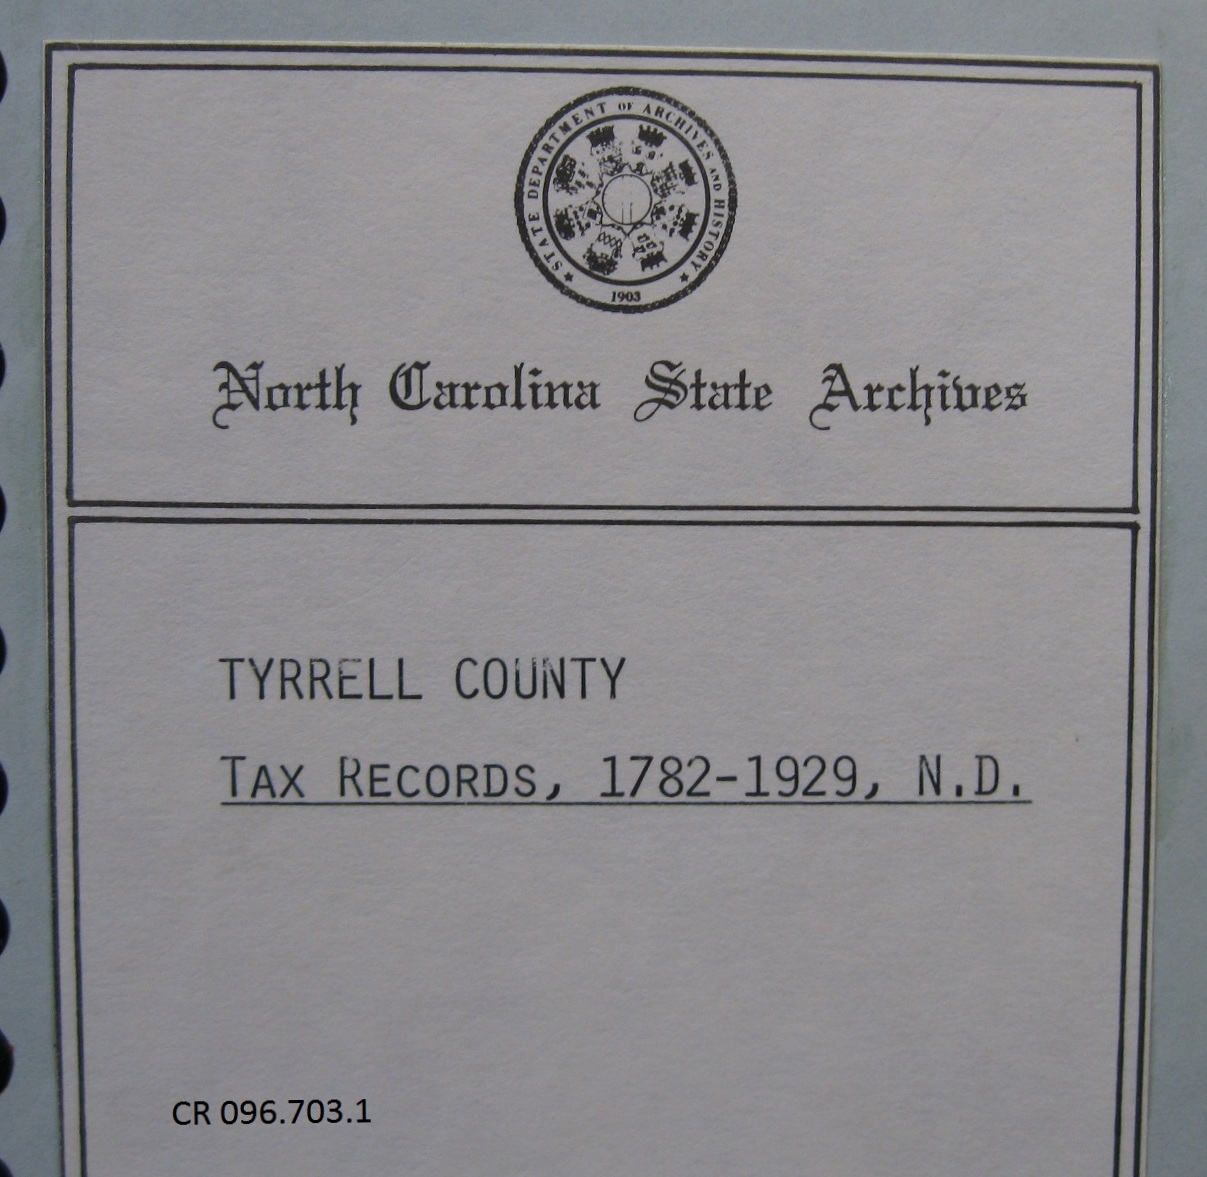 STATE DEPARTMENT OF ARCHIVES AND HISTORY
1903
North Carolina State Archives
TYRRELL COUNTY
TAX RECORDS, 1782-1929, N.D.
CR 096.703.1